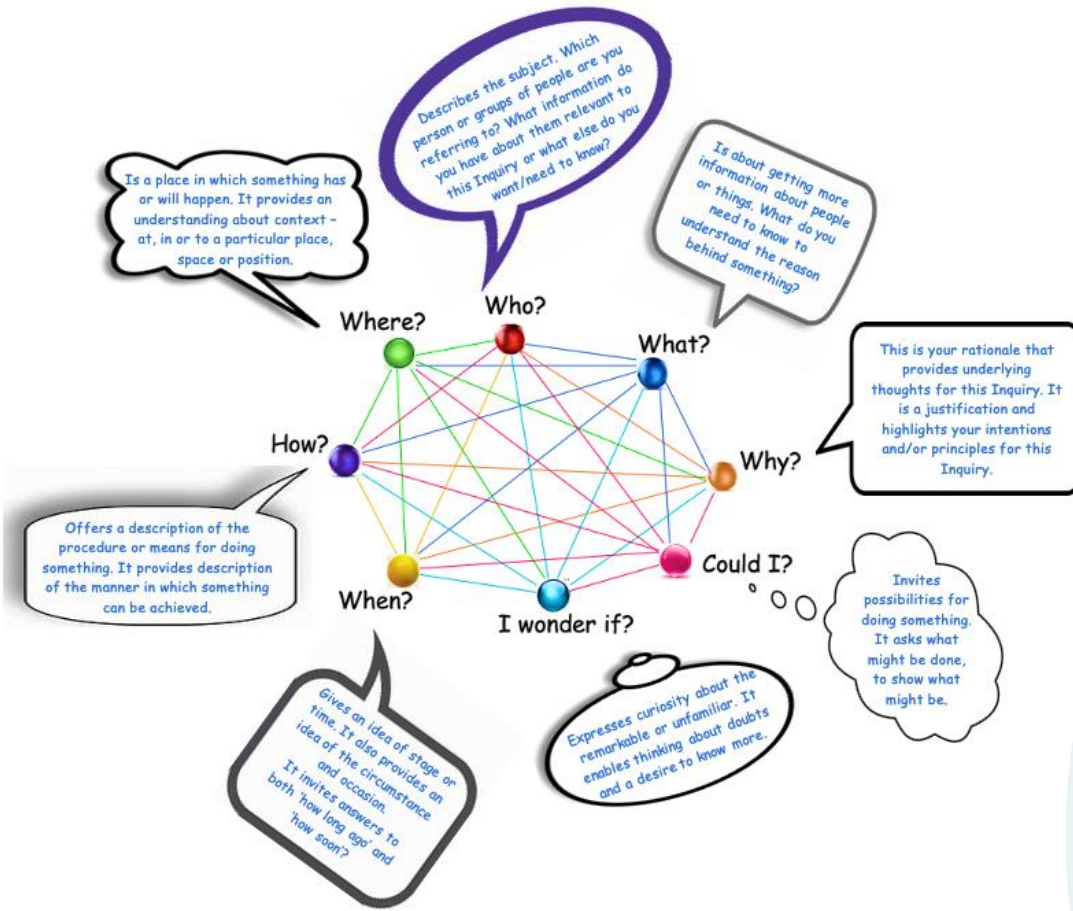 Describes the subject. Which
person or groups of people are you
referring to? What information do
you have about them relevant to
this Inquiry or what else do you
want/need to know?
Is a place in which something has
or will happen. It provides an
understanding about context –
at, in or to a particular place,
space or position.
Is about getting more
information about people
or things. What do you
need to know to
understand the reason
behind something?
Who?
Where?
What?
This is your rationale that
provides underlying
thoughts for this Inquiry. It
is a justification and
highlights your intentions
and/or principles for this
Inquiry.
How?
Why?
Offers a description of the
procedure or means for doing
something. It provides description
of the manner in which something
can be achieved.
Could I?
When?
I wonder if?
Invites
possibilities for
doing something.
It asks what
might be done,
to show what
might be.
Gives an idea of stage or
time. It also provides an
idea of the circumstance
and occasion.
It invites answers to
both 'how long ago' and
'how soon'?
Expresses curiosity about the
remarkable or unfamiliar. It
enables thinking about doubts
and a desire to know more.